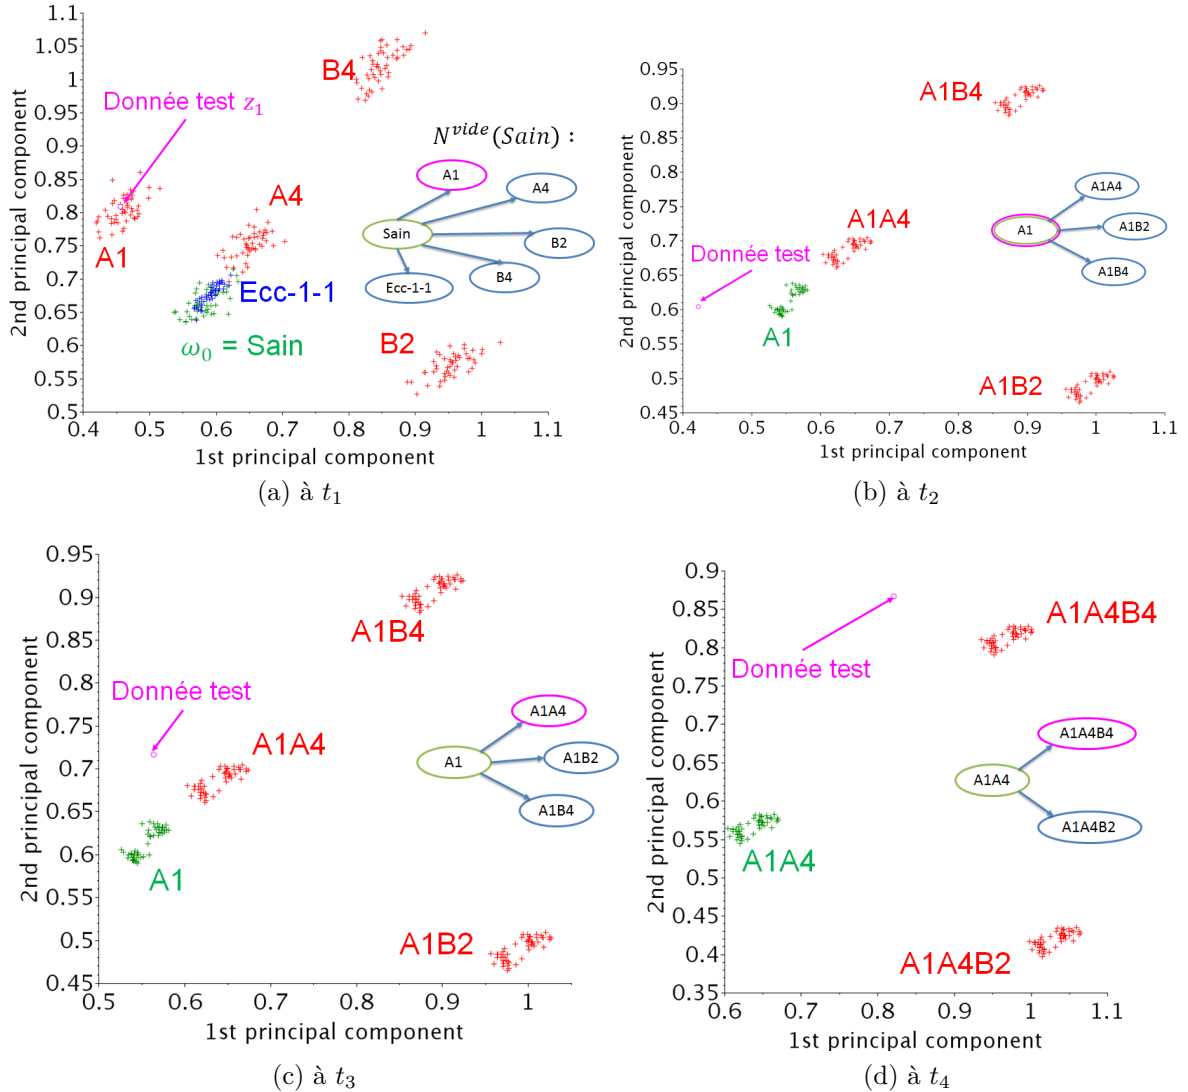 1.1
1.05
1
0.95
0.9
0.85
0.8
0.75
0.7
0.65
0.6
0.55
0.5
2nd principal component
B4
Donnée test z₁
N^vide(Sain) :
A1
A4
Sain
B2
B4
Ecc-1-1
A4
A1
Ecc-1-1
ω₀ = Sain
B2
0.4 0.5 0.6 0.7 0.8 0.9 1 1.1
1st principal component
(a) à t₁
0.95
0.9
0.85
0.8
0.75
0.7
0.65
0.6
0.55
0.5
0.45
2nd principal component
A1B4
A1A4
A1
A1A4
A1B2
A1B4
Donnée test
A1
A1B2
0.4 0.5 0.6 0.7 0.8 0.9 1 1.1
1st principal component
(b) à t₂
0.95
0.9
0.85
0.8
0.75
0.7
0.65
0.6
0.55
0.5
0.45
2nd principal component
A1B4
Donnée test
A1A4
A1
A1A4
A1B2
A1B4
A1
A1B2
0.5 0.6 0.7 0.8 0.9 1
1st principal component
(c) à t₃
0.9
0.85
0.8
0.75
0.7
0.65
0.6
0.55
0.5
0.45
0.4
0.35
2nd principal component
A1A4B4
Donnée test
A1A4B4
A1A4
A1A4B2
A1A4
A1A4B2
0.6 0.7 0.8 0.9 1 1.1
1st principal component
(d) à t₄